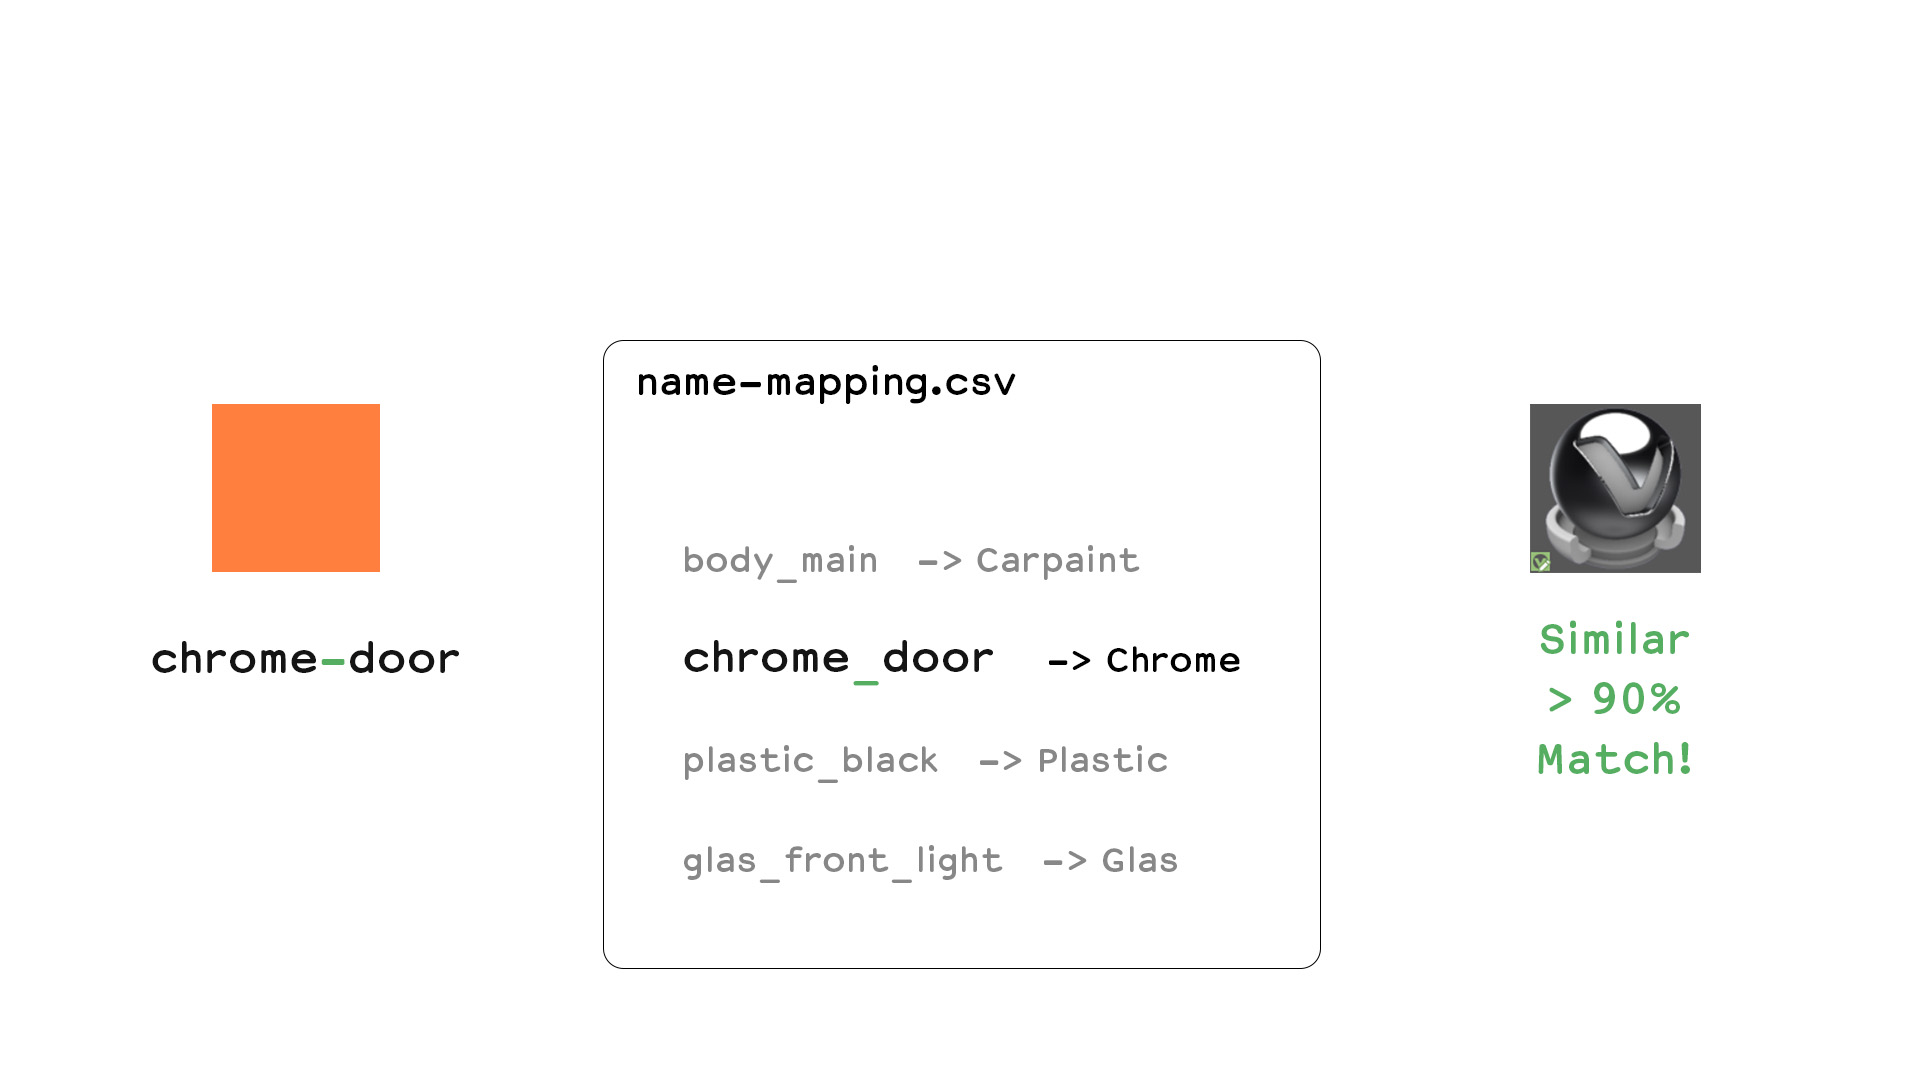 name-mapping.csv
body_main -> Carpaint
chrome-door
chrome_door -> Chrome
plastic_black -> Plastic
glas_front_light -> Glas
Similar
> 90%
Match!